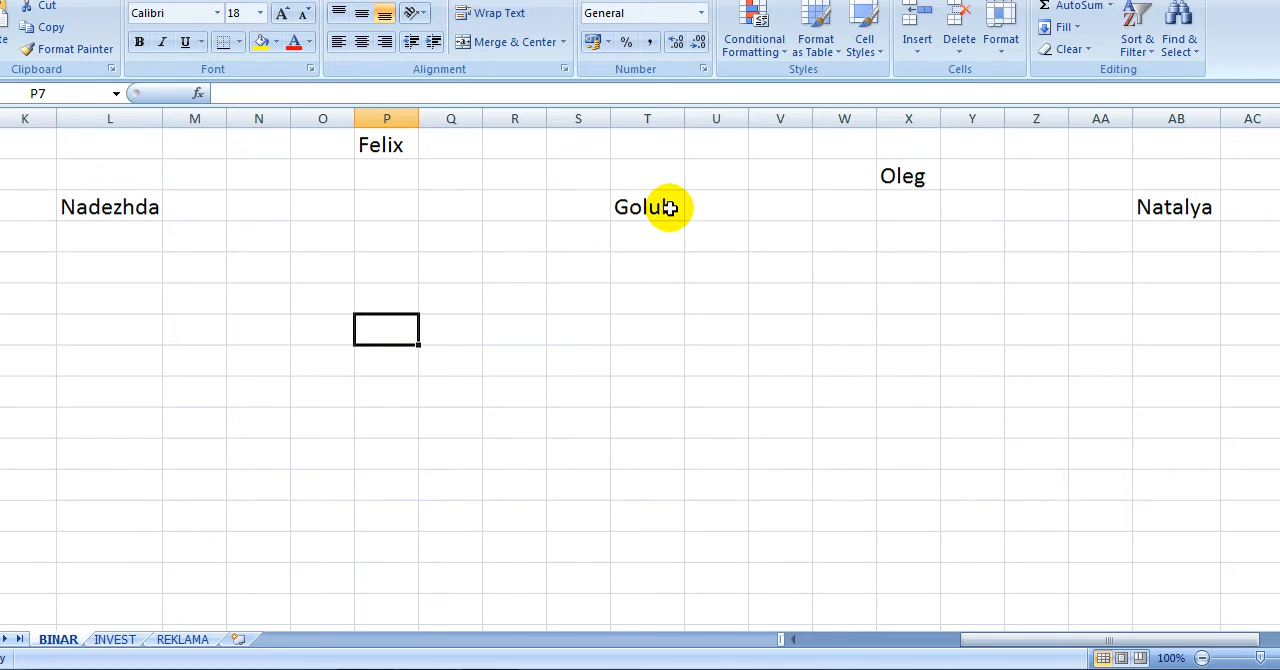 Cut
Copy
Format Painter
Clipboard
Calibri 18
B I U
Font
Wrap Text
Merge & Center
Alignment
General
% ,
Number
Conditional Formatting
Format as Table
Cell Styles
Styles
Insert
Delete
Format
Cells
Σ AutoSum
Fill
Clear
Sort & Filter
Find & Select
Editing
P7
fx
K L M N O P Q R S T U V W X Y Z AA AB AC
Felix
Oleg
Nadezhda
Natalya
BINAR INVEST REKLAMA
100%